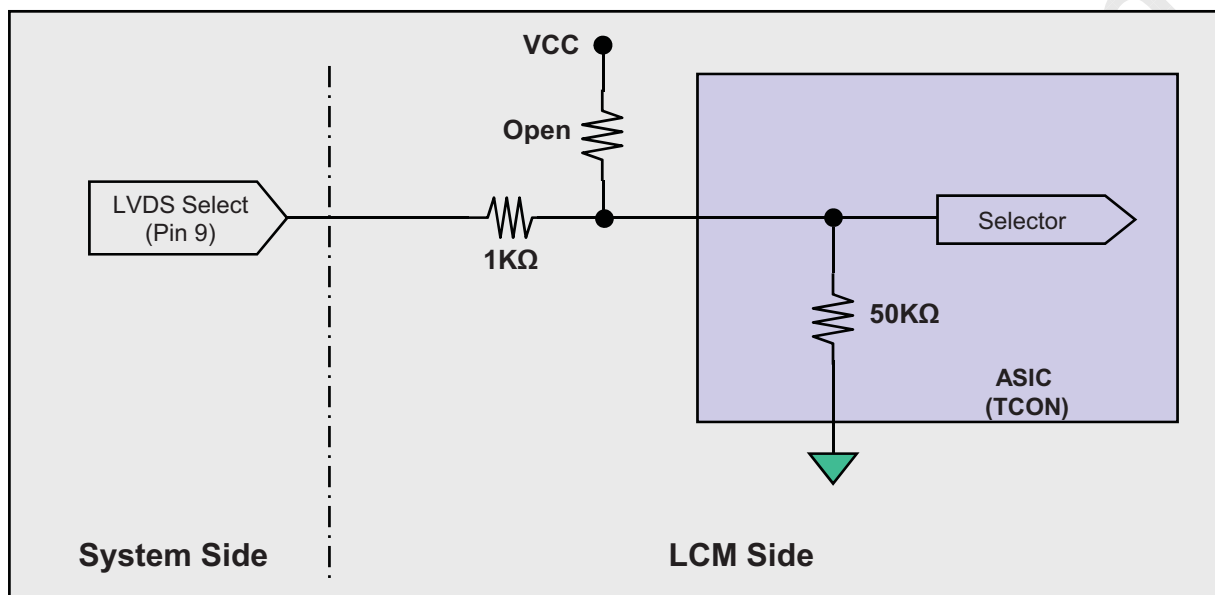 VCC
Open
LVDS Select
(Pin 9)
1KΩ
Selector
50KΩ
ASIC
(TCON)
System Side
LCM Side